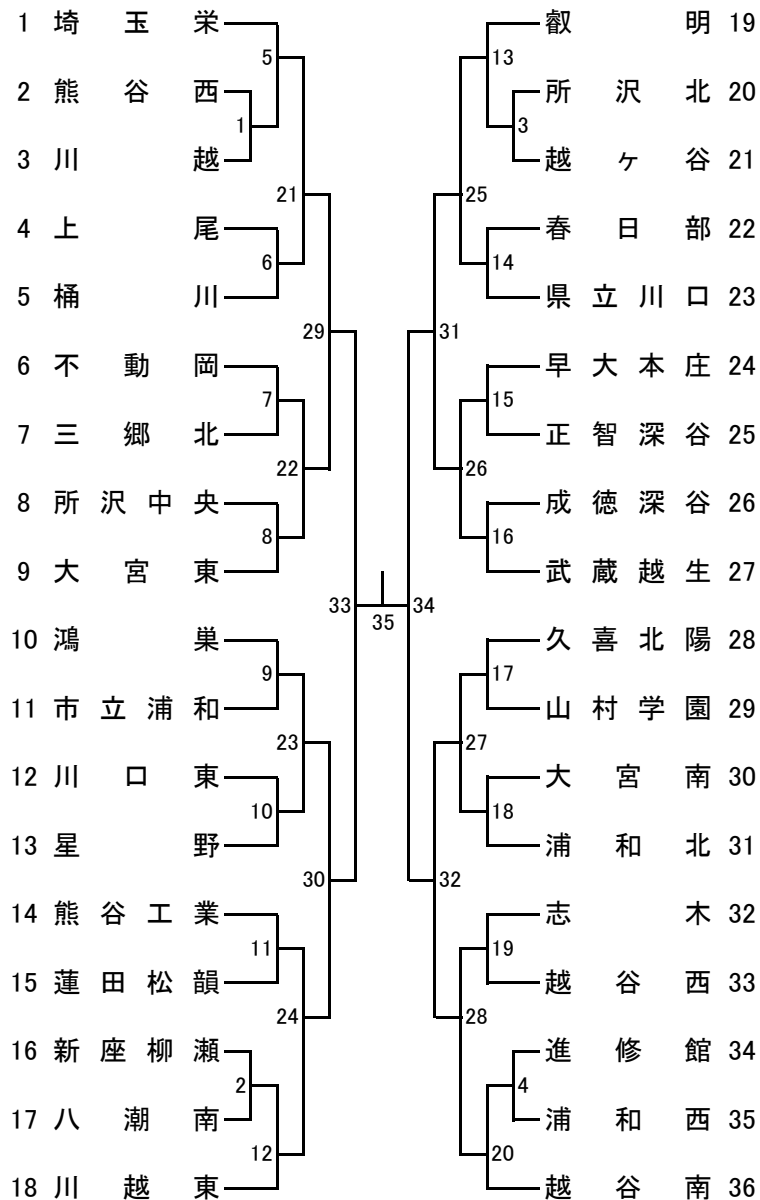 1 埼玉栄
2 熊谷西
3 川越
4 上尾
5 桶川
6 不動岡
7 三郷北
8 所沢中央
9 大宮東
10 鴻巣
11 市立浦和
12 川口東
13 星野
14 熊谷工業
15 蓮田松韻
16 新座柳瀬
17 八潮南
18 川越東
5
1
21
6
29
7
22
8
33
9
23
10
30
11
24
2
12
35
34
13
3
25
14
31
15
26
16
17
27
18
32
19
28
4
20
叡明 19
所沢北 20
越ヶ谷 21
春日部 22
県立川口 23
早大本庄 24
正智深谷 25
成徳深谷 26
武蔵越生 27
久喜北陽 28
山村学園 29
大宮南 30
浦和北 31
志木 32
越谷西 33
進修館 34
浦和西 35
越谷南 36